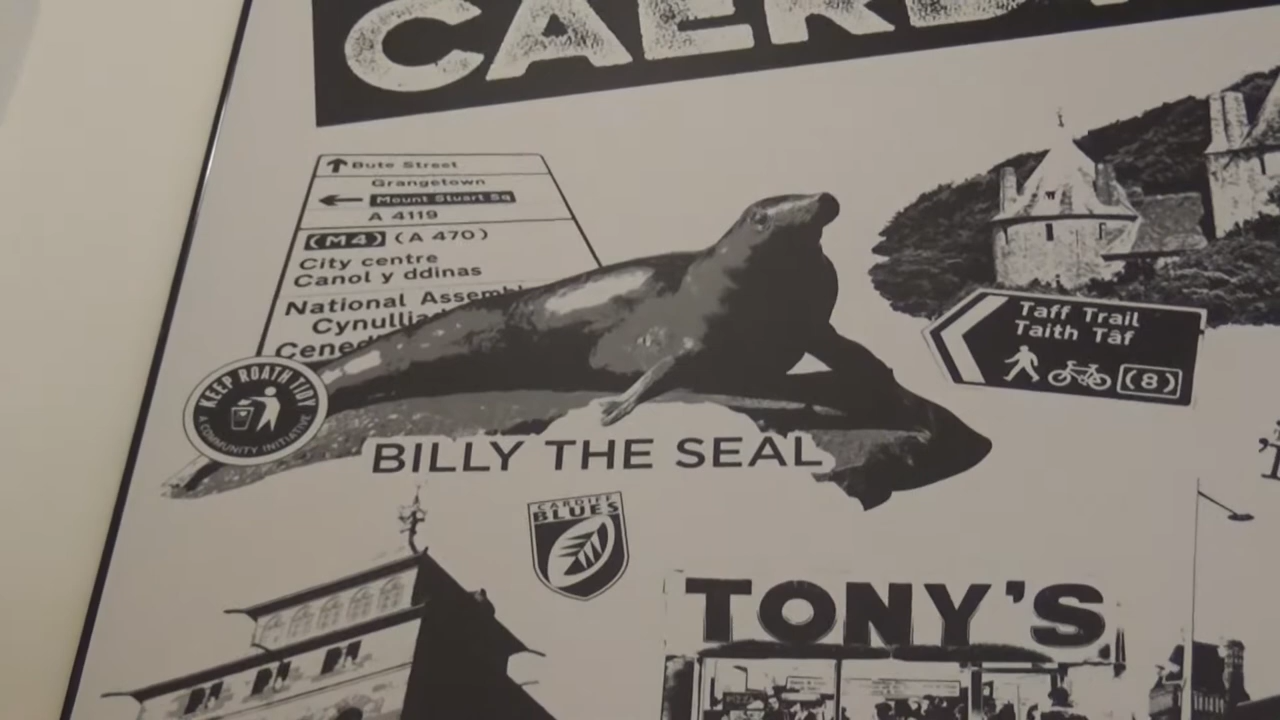 Bute Street
Grangetown
Mount Stuart Sq
A 4119
(M4) (A 470)
City centre
Canol y ddinas
National
KEEP ROATH TIDY
A COMMUNITY INITIATIVE
BILLY THE SEAL
Taff Trail
Taith Tâf
(8)
CARDIFF
BLUES
TONY'S